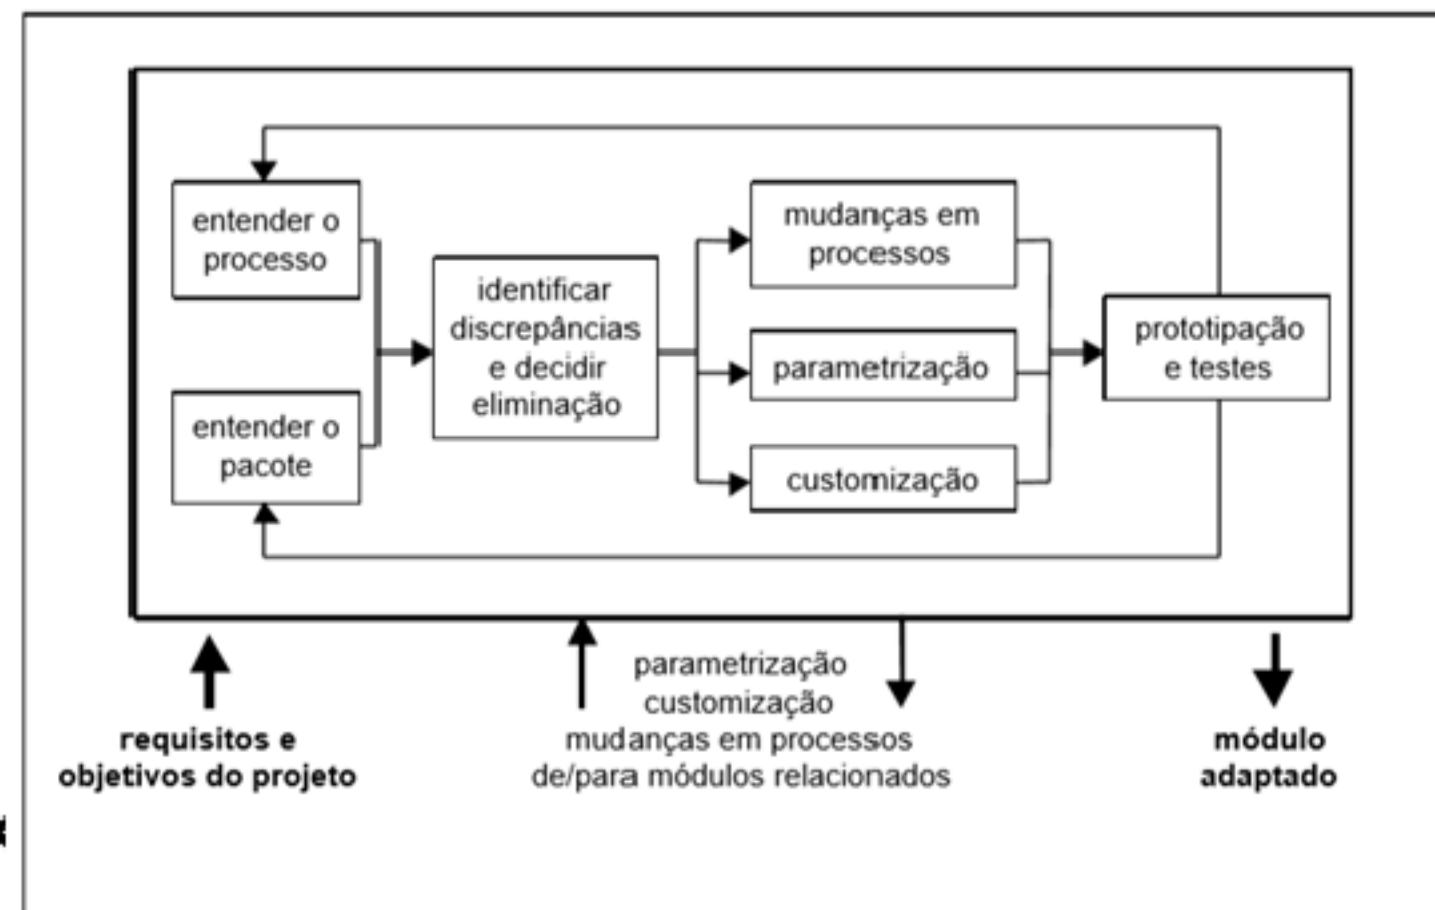 entender o
processo
entender o
pacote
identificar
discrepâncias
e decidir
eliminação
mudanças em
processos
parametrização
customização
prototipação
e testes
requisitos e
objetivos do projeto
parametrização
customização
mudanças em processos
de/para módulos relacionados
módulo
adaptado